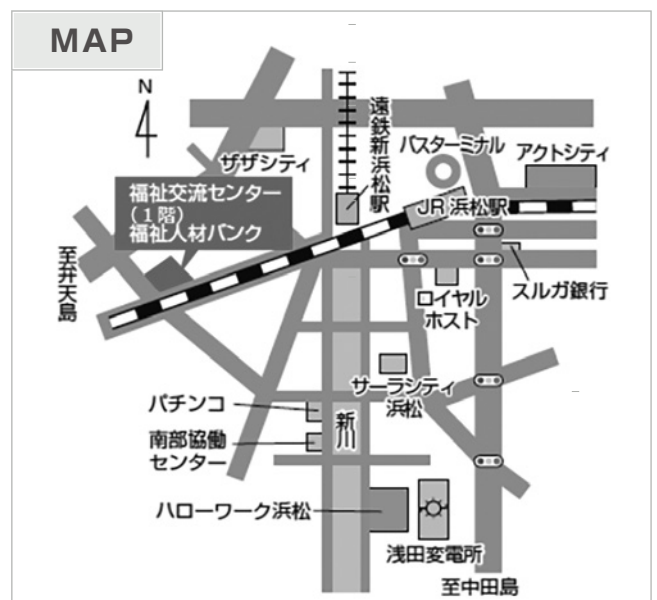 MAP
N
ザザシティ
遠鉄新浜松駅
バスターミナル
アクトシティ
福祉交流センター
(1階)
福祉人材バンク
JR浜松駅
至弁天島
ロイヤル
ホスト
スルガ銀行
サーラシティ
浜松
パチンコ
新川
南部協働
センター
ハローワーク浜松
浅田変電所
至中田島